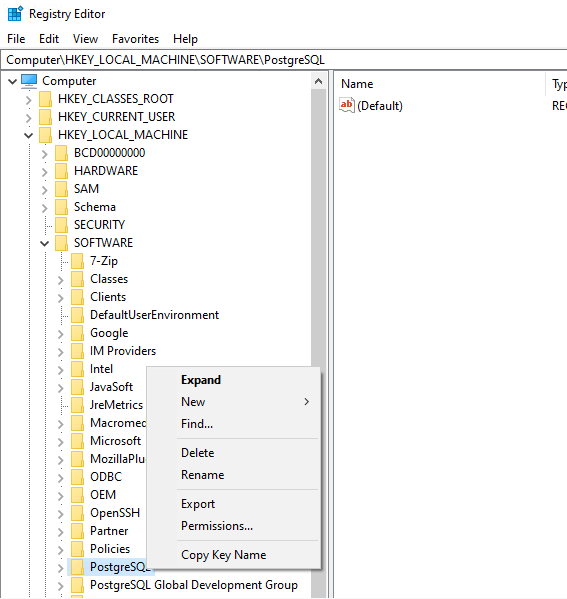 Registry Editor
File Edit View Favorites Help
Computer\HKEY_LOCAL_MACHINE\SOFTWARE\PostgreSQL
Computer
HKEY_CLASSES_ROOT
HKEY_CURRENT_USER
HKEY_LOCAL_MACHINE
BCD00000000
HARDWARE
SAM
Schema
SECURITY
SOFTWARE
7-Zip
Classes
Clients
DefaultUserEnvironment
Google
IM Providers
Intel
JavaSoft
JreMetrics
Macromed
Microsoft
MozillaPlu
ODBC
OEM
OpenSSH
Partner
Policies
PostgreSQL
PostgreSQL Global Development Group
Expand
New
Find...
Delete
Rename
Export
Permissions...
Copy Key Name
Name Typ
ab (Default) REG